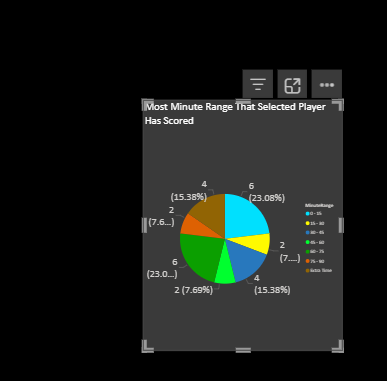 Most Minute Range That Selected Player
Has Scored
4
(15.38%)
6
(23.08%)
2
(7.6...)
2
(7....)
6
(23.0...)
4
(15.38%)
2 (7.69%)
MinuteRange
0 - 15
15 - 30
30 - 45
45 - 60
60 - 75
75 - 90
Extra Time